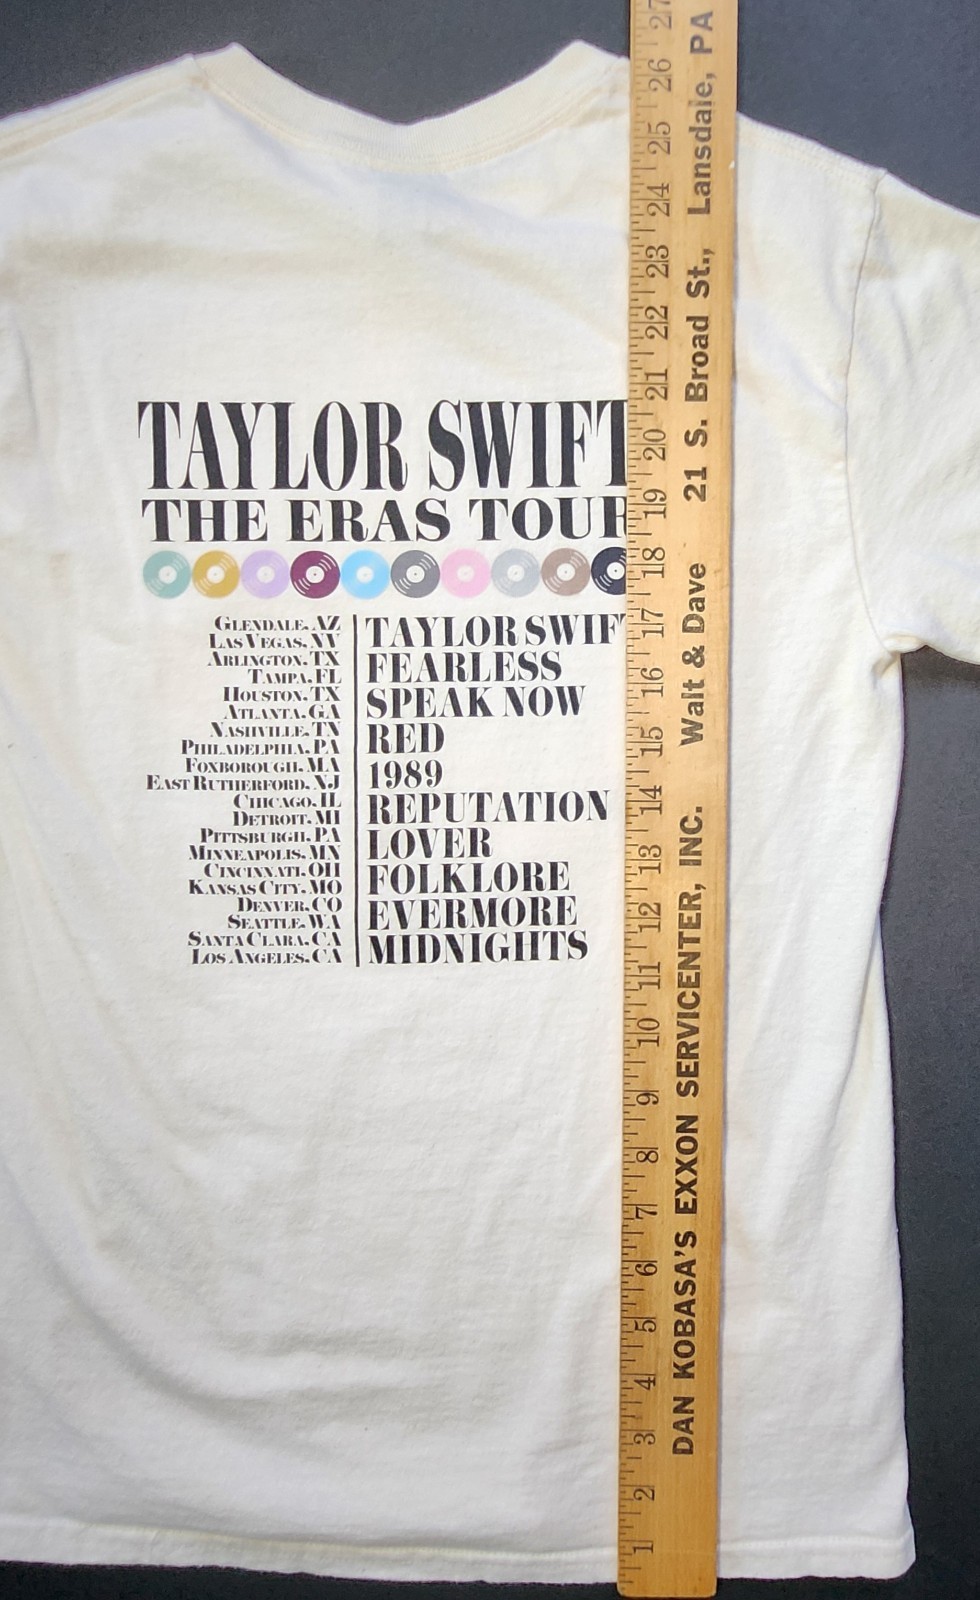 TAYLOR SWIFT
THE ERAS TOUR
GLENDALE, AZ
LAS VEGAS, NV
ARLINGTON, TX
TAMPA, FL
HOUSTON, TX
ATLANTA, GA
NASHVILLE, TN
PHILADELPHIA, PA
FOXBOROUGH, MA
EAST RUTHERFORD, NJ
CHICAGO, IL
DETROIT, MI
PITTSBURGH, PA
MINNEAPOLIS, MN
CINCINNATI, OH
KANSAS CITY, MO
DENVER, CO
SEATTLE, WA
SANTA CLARA, CA
LOS ANGELES, CA
TAYLOR SWIF
FEARLESS
SPEAK NOW
RED
1989
REPUTATION
LOVER
FOLKLORE
EVERMORE
MIDNIGHTS
1 2 3 4 5 6 7 8 9 10 11 12 13 14 15 16 17 18 19 20 21 22 23 24 25 26 27
DAN KOBASA'S EXXON SERVICENTER, INC. Walt & Dave 21 S. Broad St., Lansdale, PA